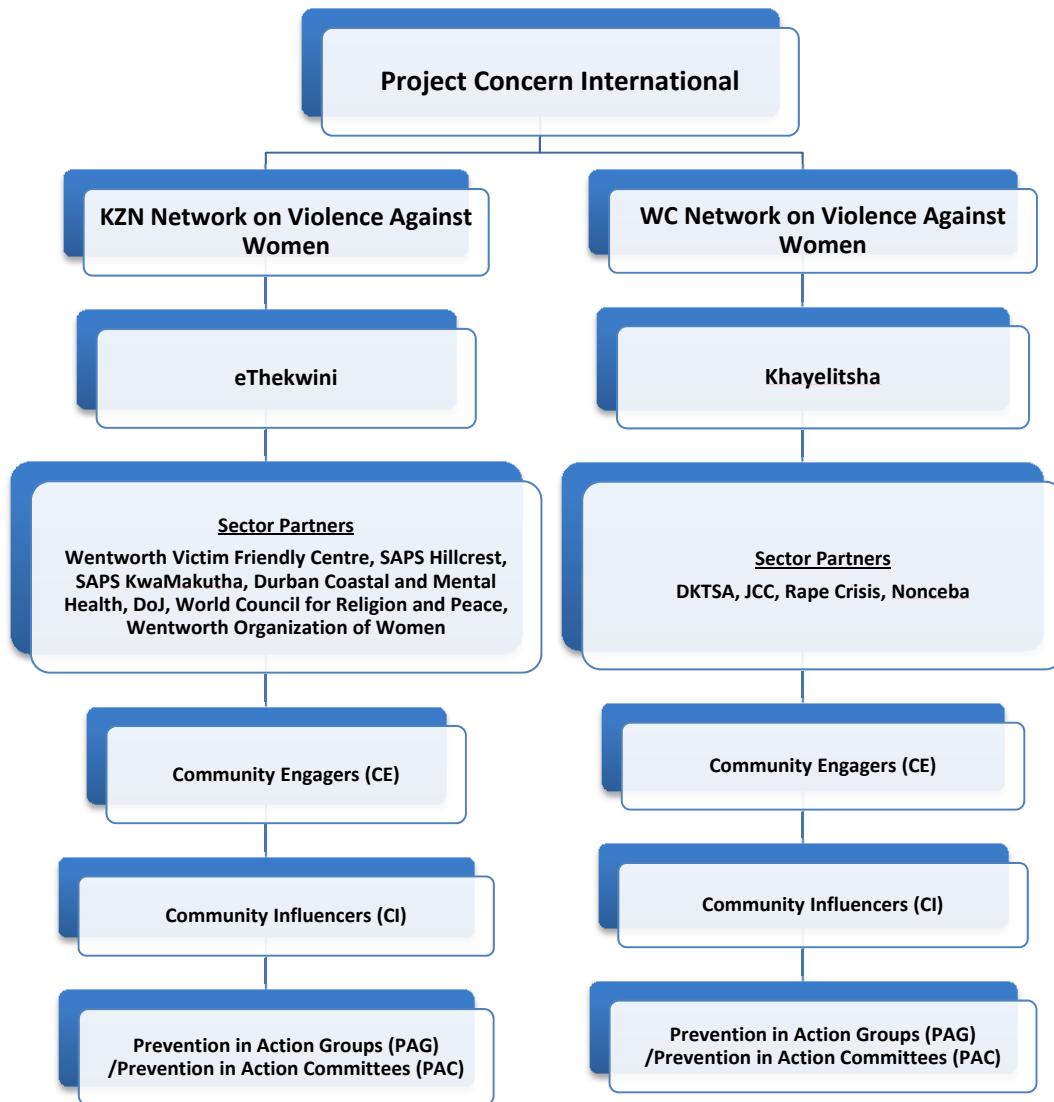 Project Concern International
KZN Network on Violence Against
Women
eThekwini
Sector Partners
Wentworth Victim Friendly Centre, SAPS Hillcrest,
SAPS KwaMakutha, Durban Coastal and Mental
Health, DoJ, World Council for Religion and Peace,
Wentworth Organization of Women
Community Engagers (CE)
Community Influencers (CI)
Prevention in Action Groups (PAG)
/Prevention in Action Committees (PAC)
WC Network on Violence Against
Women
Khayelitsha
Sector Partners
DKTSA, JCC, Rape Crisis, Nonceba
Community Engagers (CE)
Community Influencers (CI)
Prevention in Action Groups (PAG)
/Prevention in Action Committees (PAC)